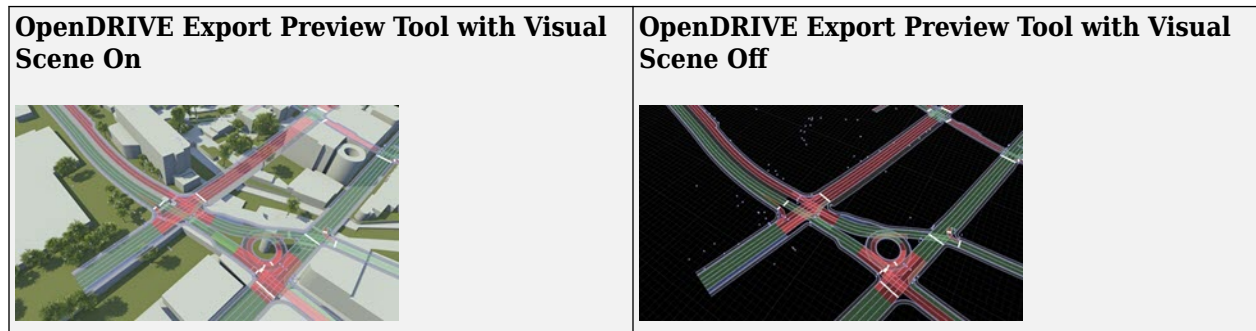 OpenDRIVE Export Preview Tool with Visual
Scene On
OpenDRIVE Export Preview Tool with Visual
Scene Off